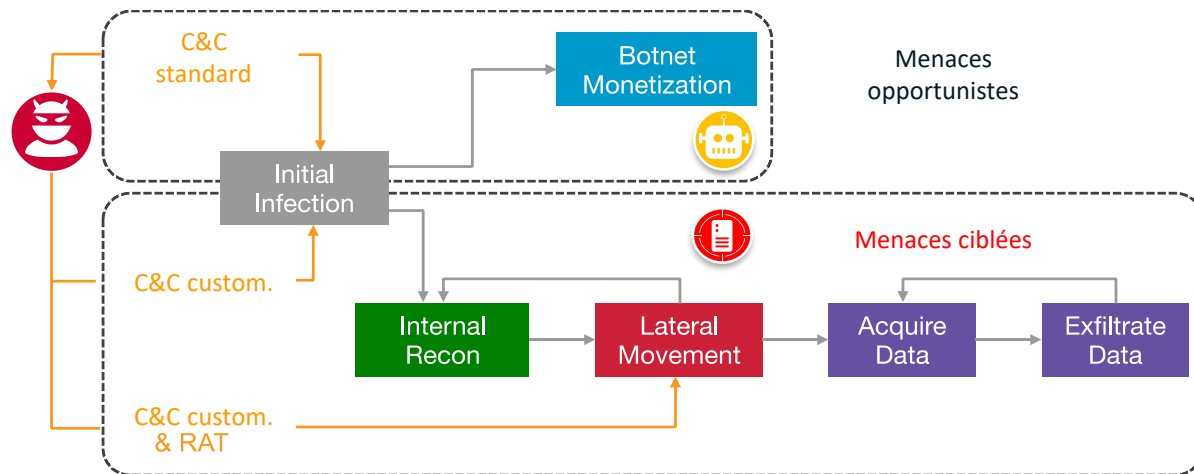 C&C
standard
Botnet
Monetization
Menaces
opportunistes
Initial
Infection
Menaces ciblées
C&C custom.
Internal
Recon
Lateral
Movement
Acquire
Data
Exfiltrate
Data
C&C custom.
& RAT